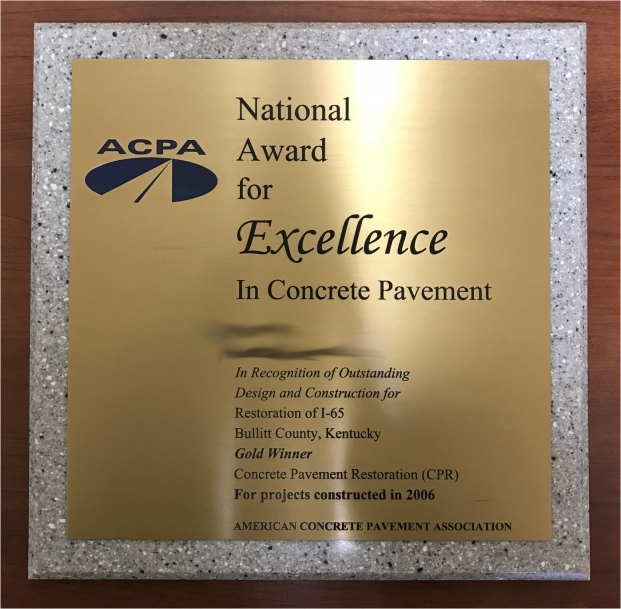 ACPA
National
Award
for
Excellence
In Concrete Pavement
In Recognition of Outstanding
Design and Construction for
Restoration of I-65
Bullitt County, Kentucky
Gold Winner
Concrete Pavement Restoration (CPR)
For projects constructed in 2006
AMERICAN CONCRETE PAVEMENT ASSOCIATION